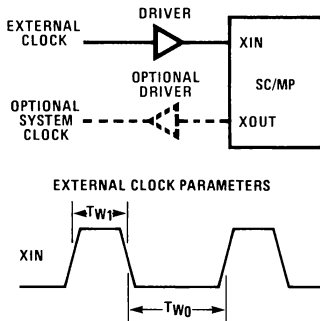 DRIVER
EXTERNAL
CLOCK
XIN
SC/MP
OPTIONAL
DRIVER
OPTIONAL
SYSTEM
CLOCK
XOUT
EXTERNAL CLOCK PARAMETERS
TW1
XIN
TW0